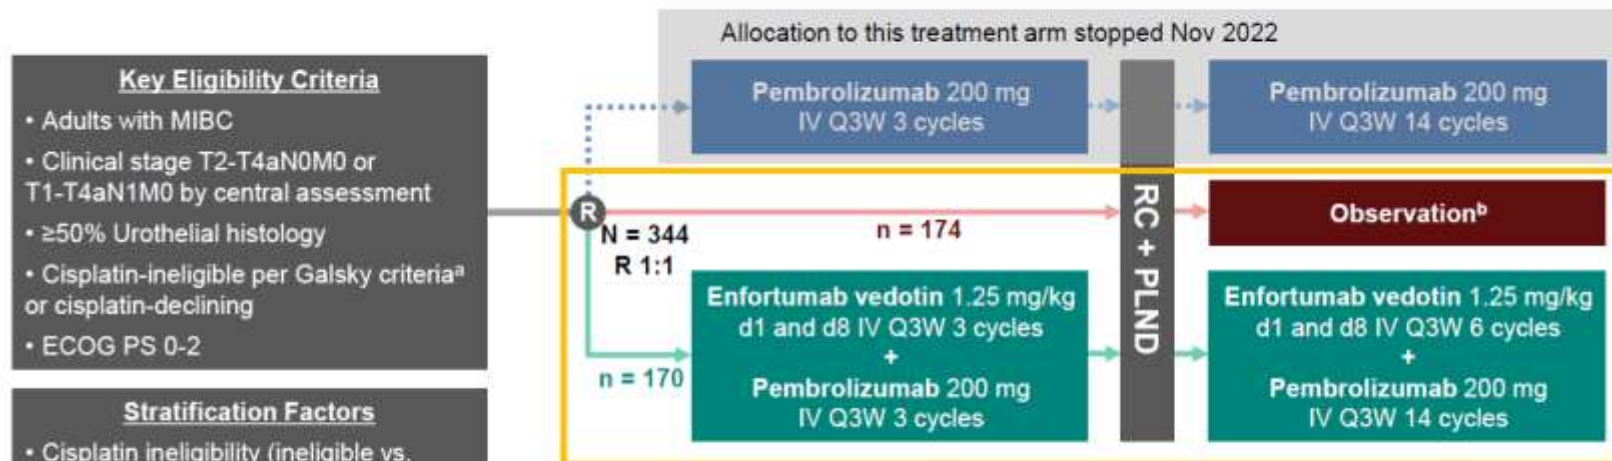 Allocation to this treatment arm stopped Nov 2022
Key Eligibility Criteria
• Adults with MIBC
• Clinical stage T2-T4aN0M0 or
T1-T4aN1M0 by central assessment
• ≥50% Urothelial histology
• Cisplatin-ineligible per Galsky criteriaᵃ
or cisplatin-declining
• ECOG PS 0-2
Stratification Factors
• Cisplatin ineligibility (ineligible vs.
R
N = 344
R 1:1
Pembrolizumab 200 mg
IV Q3W 3 cycles
n = 174
n = 170
Enfortumab vedotin 1.25 mg/kg
d1 and d8 IV Q3W 3 cycles
+
Pembrolizumab 200 mg
IV Q3W 3 cycles
RC + PLND
Pembrolizumab 200 mg
IV Q3W 14 cycles
Observationᵇ
Enfortumab vedotin 1.25 mg/kg
d1 and d8 IV Q3W 6 cycles
+
Pembrolizumab 200 mg
IV Q3W 14 cycles